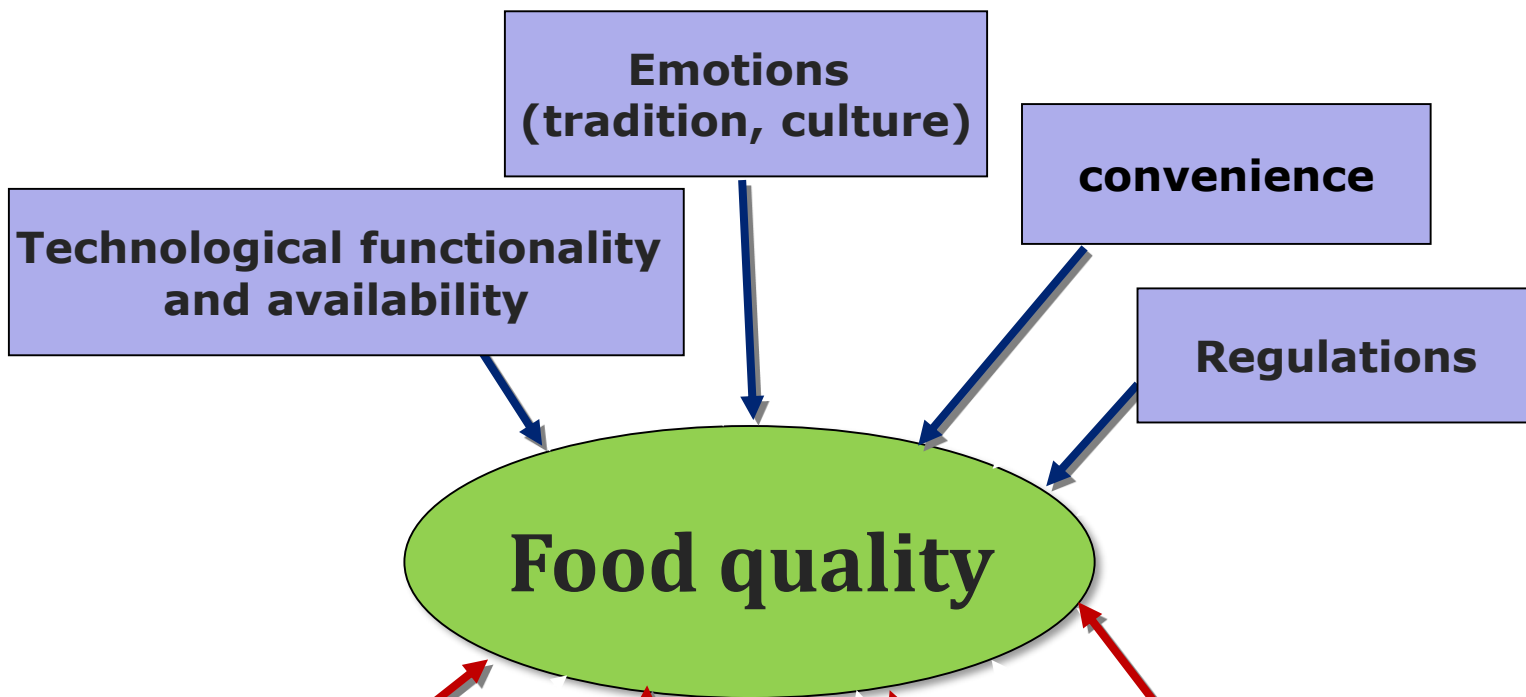 Emotions
(tradition, culture)
convenience
Technological functionality
and availability
Regulations
Food quality